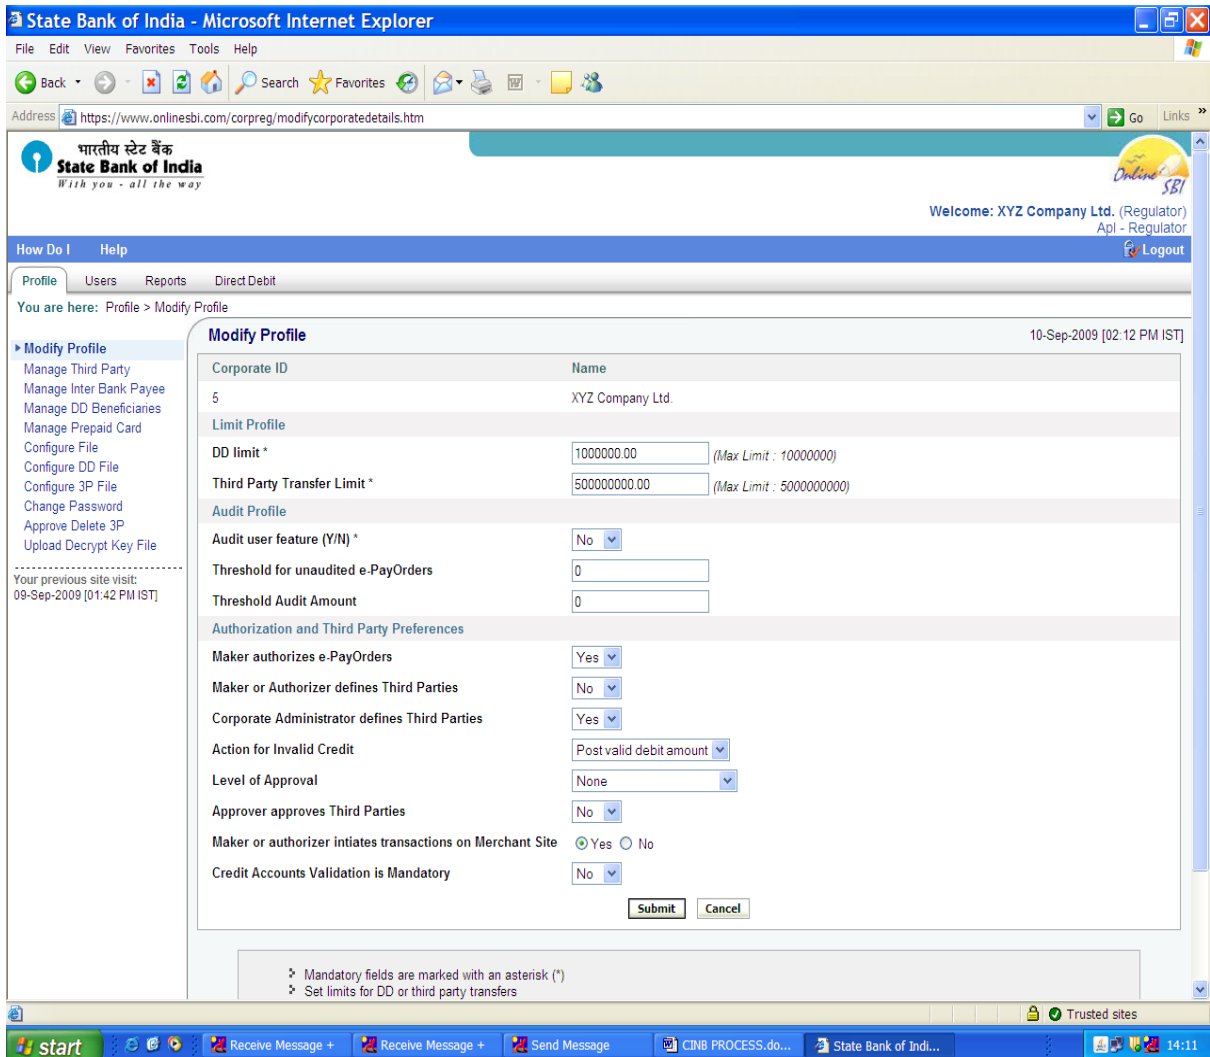 State Bank of India - Microsoft Internet Explorer
File Edit View Favorites Tools Help
Back Search Favorites
Address https://www.onlinesbi.com/corpreg/modifycorporatedetails.htm Go Links »
भारतीय स्टेट बैंक
State Bank of India
With you - all the way
Online SBI
Welcome: XYZ Company Ltd. (Regulator)
Apl - Regulator
How Do I Help Logout
Profile Users Reports Direct Debit
You are here: Profile > Modify Profile
Modify Profile
Manage Third Party
Manage Inter Bank Payee
Manage DD Beneficiaries
Manage Prepaid Card
Configure File
Configure DD File
Configure 3P File
Change Password
Approve Delete 3P
Upload Decrypt Key File
Your previous site visit:
09-Sep-2009 [01:42 PM IST]
Modify Profile 10-Sep-2009 [02:12 PM IST]
Corporate ID Name
5 XYZ Company Ltd.
Limit Profile
DD limit * 1000000.00 (Max Limit : 10000000)
Third Party Transfer Limit * 500000000.00 (Max Limit : 5000000000)
Audit Profile
Audit user feature (Y/N) * No
Threshold for unaudited e-PayOrders 0
Threshold Audit Amount 0
Authorization and Third Party Preferences
Maker authorizes e-PayOrders Yes
Maker or Authorizer defines Third Parties No
Corporate Administrator defines Third Parties Yes
Action for Invalid Credit Post valid debit amount
Level of Approval None
Approver approves Third Parties No
Maker or authorizer intiates transactions on Merchant Site Yes No
Credit Accounts Validation is Mandatory No
Submit Cancel
Mandatory fields are marked with an asterisk (*)
Set limits for DD or third party transfers
Trusted sites
start Receive Message + Receive Message + Send Message CINB PROCESS.do... State Bank of Indi... 14:11